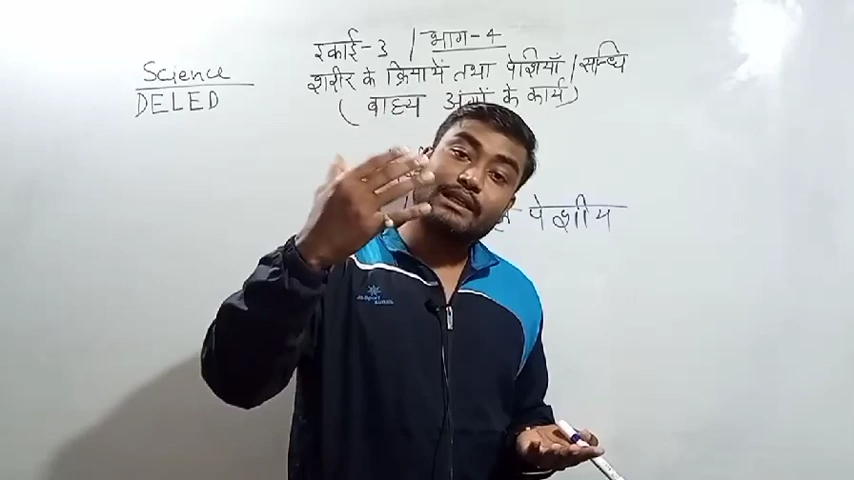 इकाई-3 / भाग-4
Science
शरीर के क्रियायें तथा पेशियाँ / सन्धि
DELED
( वाह्य अंगों के कार्य )
पेशीय